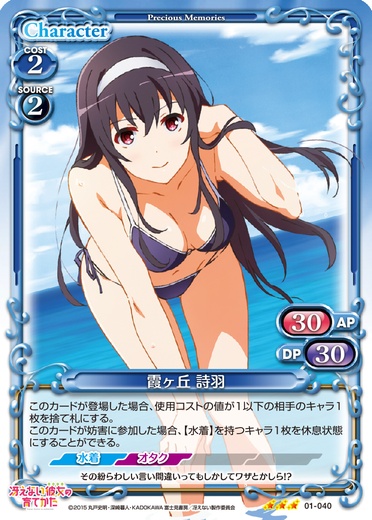 Precious Memories
Character
COST
2
SOURCE
2
30 AP
DP 30
霞ヶ丘 詩羽
このカードが登場した場合、使用コストの値が1以下の相手のキャラ1
枚を捨て札にする。
このカードが妨害に参加した場合、【水着】を持つキャラ1枚を休息状態
にすることができる。
水着 オタク
その紛らわしい言い間違いってもしかしてワザとかしら!?
冴えない彼女の
育てかた
©2015 丸戸史明・深崎暮人・KADOKAWA 富士見書房/冴えない製作委員会
01-040